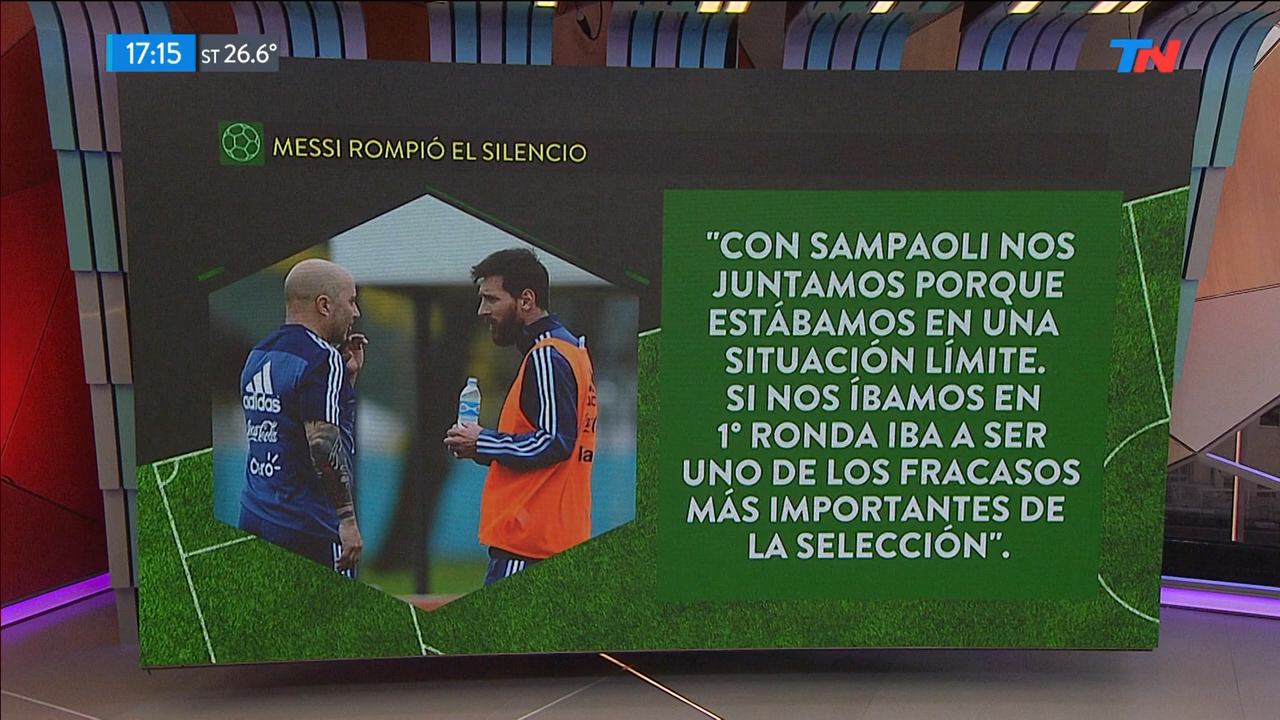 17:15 ST 26.6°
TN
MESSI ROMPIÓ EL SILENCIO
"CON SAMPAOLI NOS
JUNTAMOS PORQUE
ESTÁBAMOS EN UNA
SITUACIÓN LÍMITE.
SI NOS ÍBAMOS EN
1° RONDA IBA A SER
UNO DE LOS FRACASOS
MÁS IMPORTANTES DE
LA SELECCIÓN".
adidas
Coca-Cola
Claro